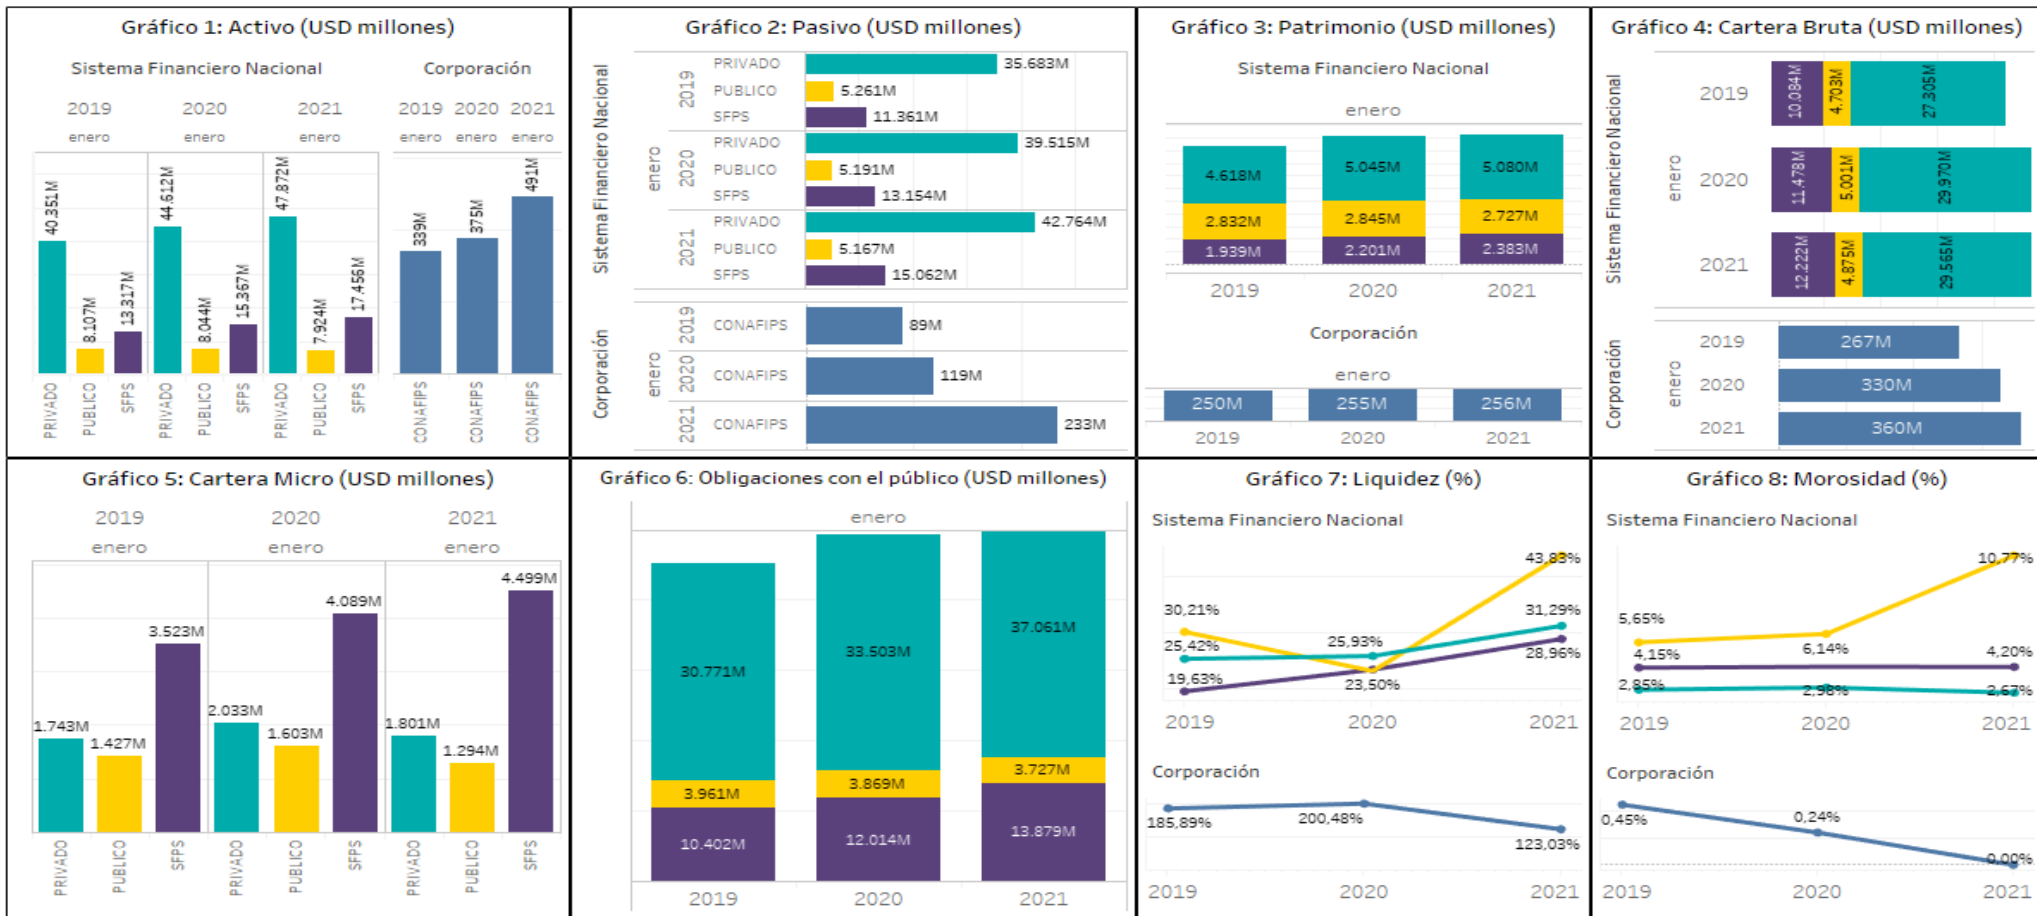 Gráfico 1: Activo (USD millones)
Sistema Financiero Nacional
Corporación
2019 2020 2021
enero enero enero
2019 2020 2021
enero enero enero
40.351M
8.107M
13.317M
44.612M
8.044M
15.367M
47.872M
7.924M
17.456M
339M
375M
491M
PRIVADO
PUBLICO
SFPS
PRIVADO
PUBLICO
SFPS
PRIVADO
PUBLICO
SFPS
CONAFIPS
CONAFIPS
CONAFIPS
Gráfico 2: Pasivo (USD millones)
Sistema Financiero Nacional
enero
2019
PRIVADO 35.683M
PUBLICO 5.261M
SFPS 11.361M
2020
PRIVADO 39.515M
PUBLICO 5.191M
SFPS 13.154M
2021
PRIVADO 42.764M
PUBLICO 5.167M
SFPS 15.062M
Corporación
enero
2019 CONAFIPS 89M
2020 CONAFIPS 119M
2021 CONAFIPS 233M
Gráfico 3: Patrimonio (USD millones)
Sistema Financiero Nacional
enero
4.618M 5.045M 5.080M
2.832M 2.845M 2.727M
1.939M 2.201M 2.383M
2019 2020 2021
Corporación
enero
250M 255M 256M
2019 2020 2021
Gráfico 4: Cartera Bruta (USD millones)
Sistema Financiero Nacional
enero
2019 10.084M 4.703M 27.305M
2020 11.478M 5.001M 29.970M
2021 12.222M 4.875M 29.565M
Corporación
enero
2019 267M
2020 330M
2021 360M
Gráfico 5: Cartera Micro (USD millones)
2019 2020 2021
enero enero enero
1.743M
1.427M
3.523M
2.033M
1.603M
4.089M
1.801M
1.294M
4.499M
PRIVADO
PUBLICO
SFPS
PRIVADO
PUBLICO
SFPS
PRIVADO
PUBLICO
SFPS
Gráfico 6: Obligaciones con el público (USD millones)
enero
30.771M 33.503M 37.061M
3.961M 3.869M 3.727M
10.402M 12.014M 13.879M
2019 2020 2021
Gráfico 7: Liquidez (%)
Sistema Financiero Nacional
43,83%
30,21%
31,29%
25,42%
25,93%
28,96%
19,63%
23,50%
2019 2020 2021
Corporación
185,89%
200,48%
123,03%
2019 2020 2021
Gráfico 8: Morosidad (%)
Sistema Financiero Nacional
10,77%
5,65%
6,14%
4,15%
4,20%
2,85%
2,98%
2,67%
2019 2020 2021
Corporación
0,45%
0,24%
0,00%
2019 2020 2021